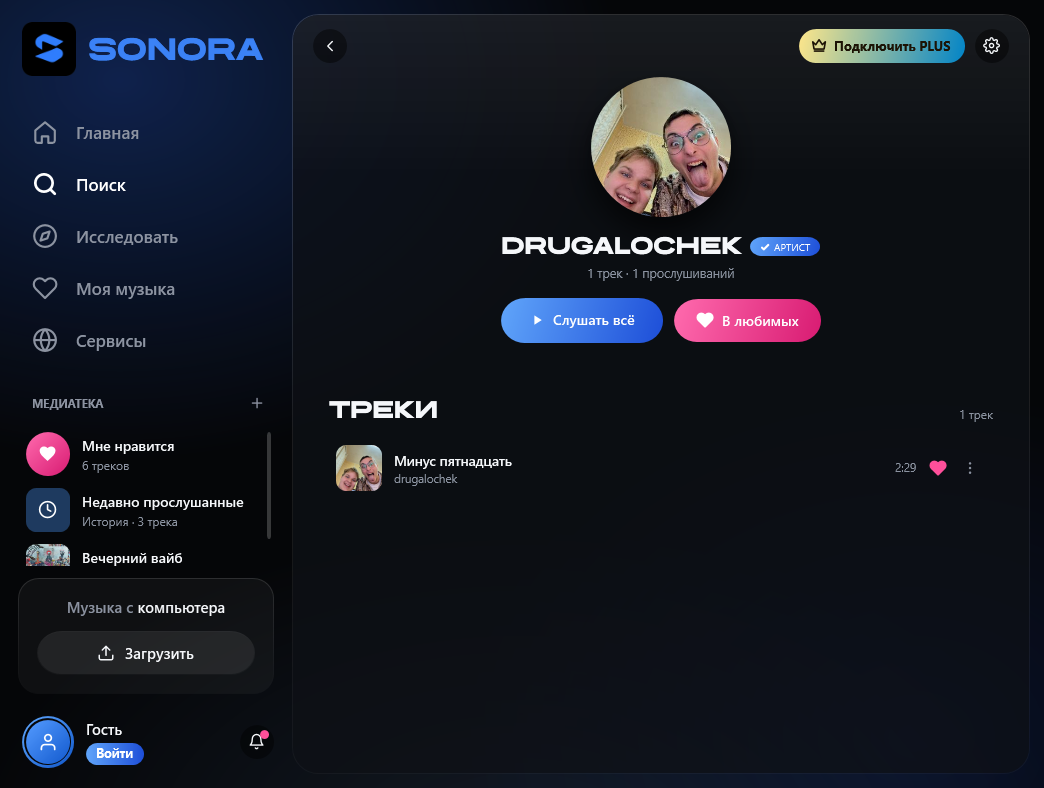 SONORA
Главная
Поиск
Исследовать
Моя музыка
Сервисы
МЕДИАТЕКА
Мне нравится
6 треков
Недавно прослушанные
История · 3 трека
Вечерний вайб
Музыка с компьютера
Загрузить
Гость
Войти
Подключить PLUS
DRUGALOCHEK
АРТИСТ
1 трек · 1 прослушиваний
Слушать всё
В любимых
ТРЕКИ
1 трек
Минус пятнадцать
drugalochek
2:29